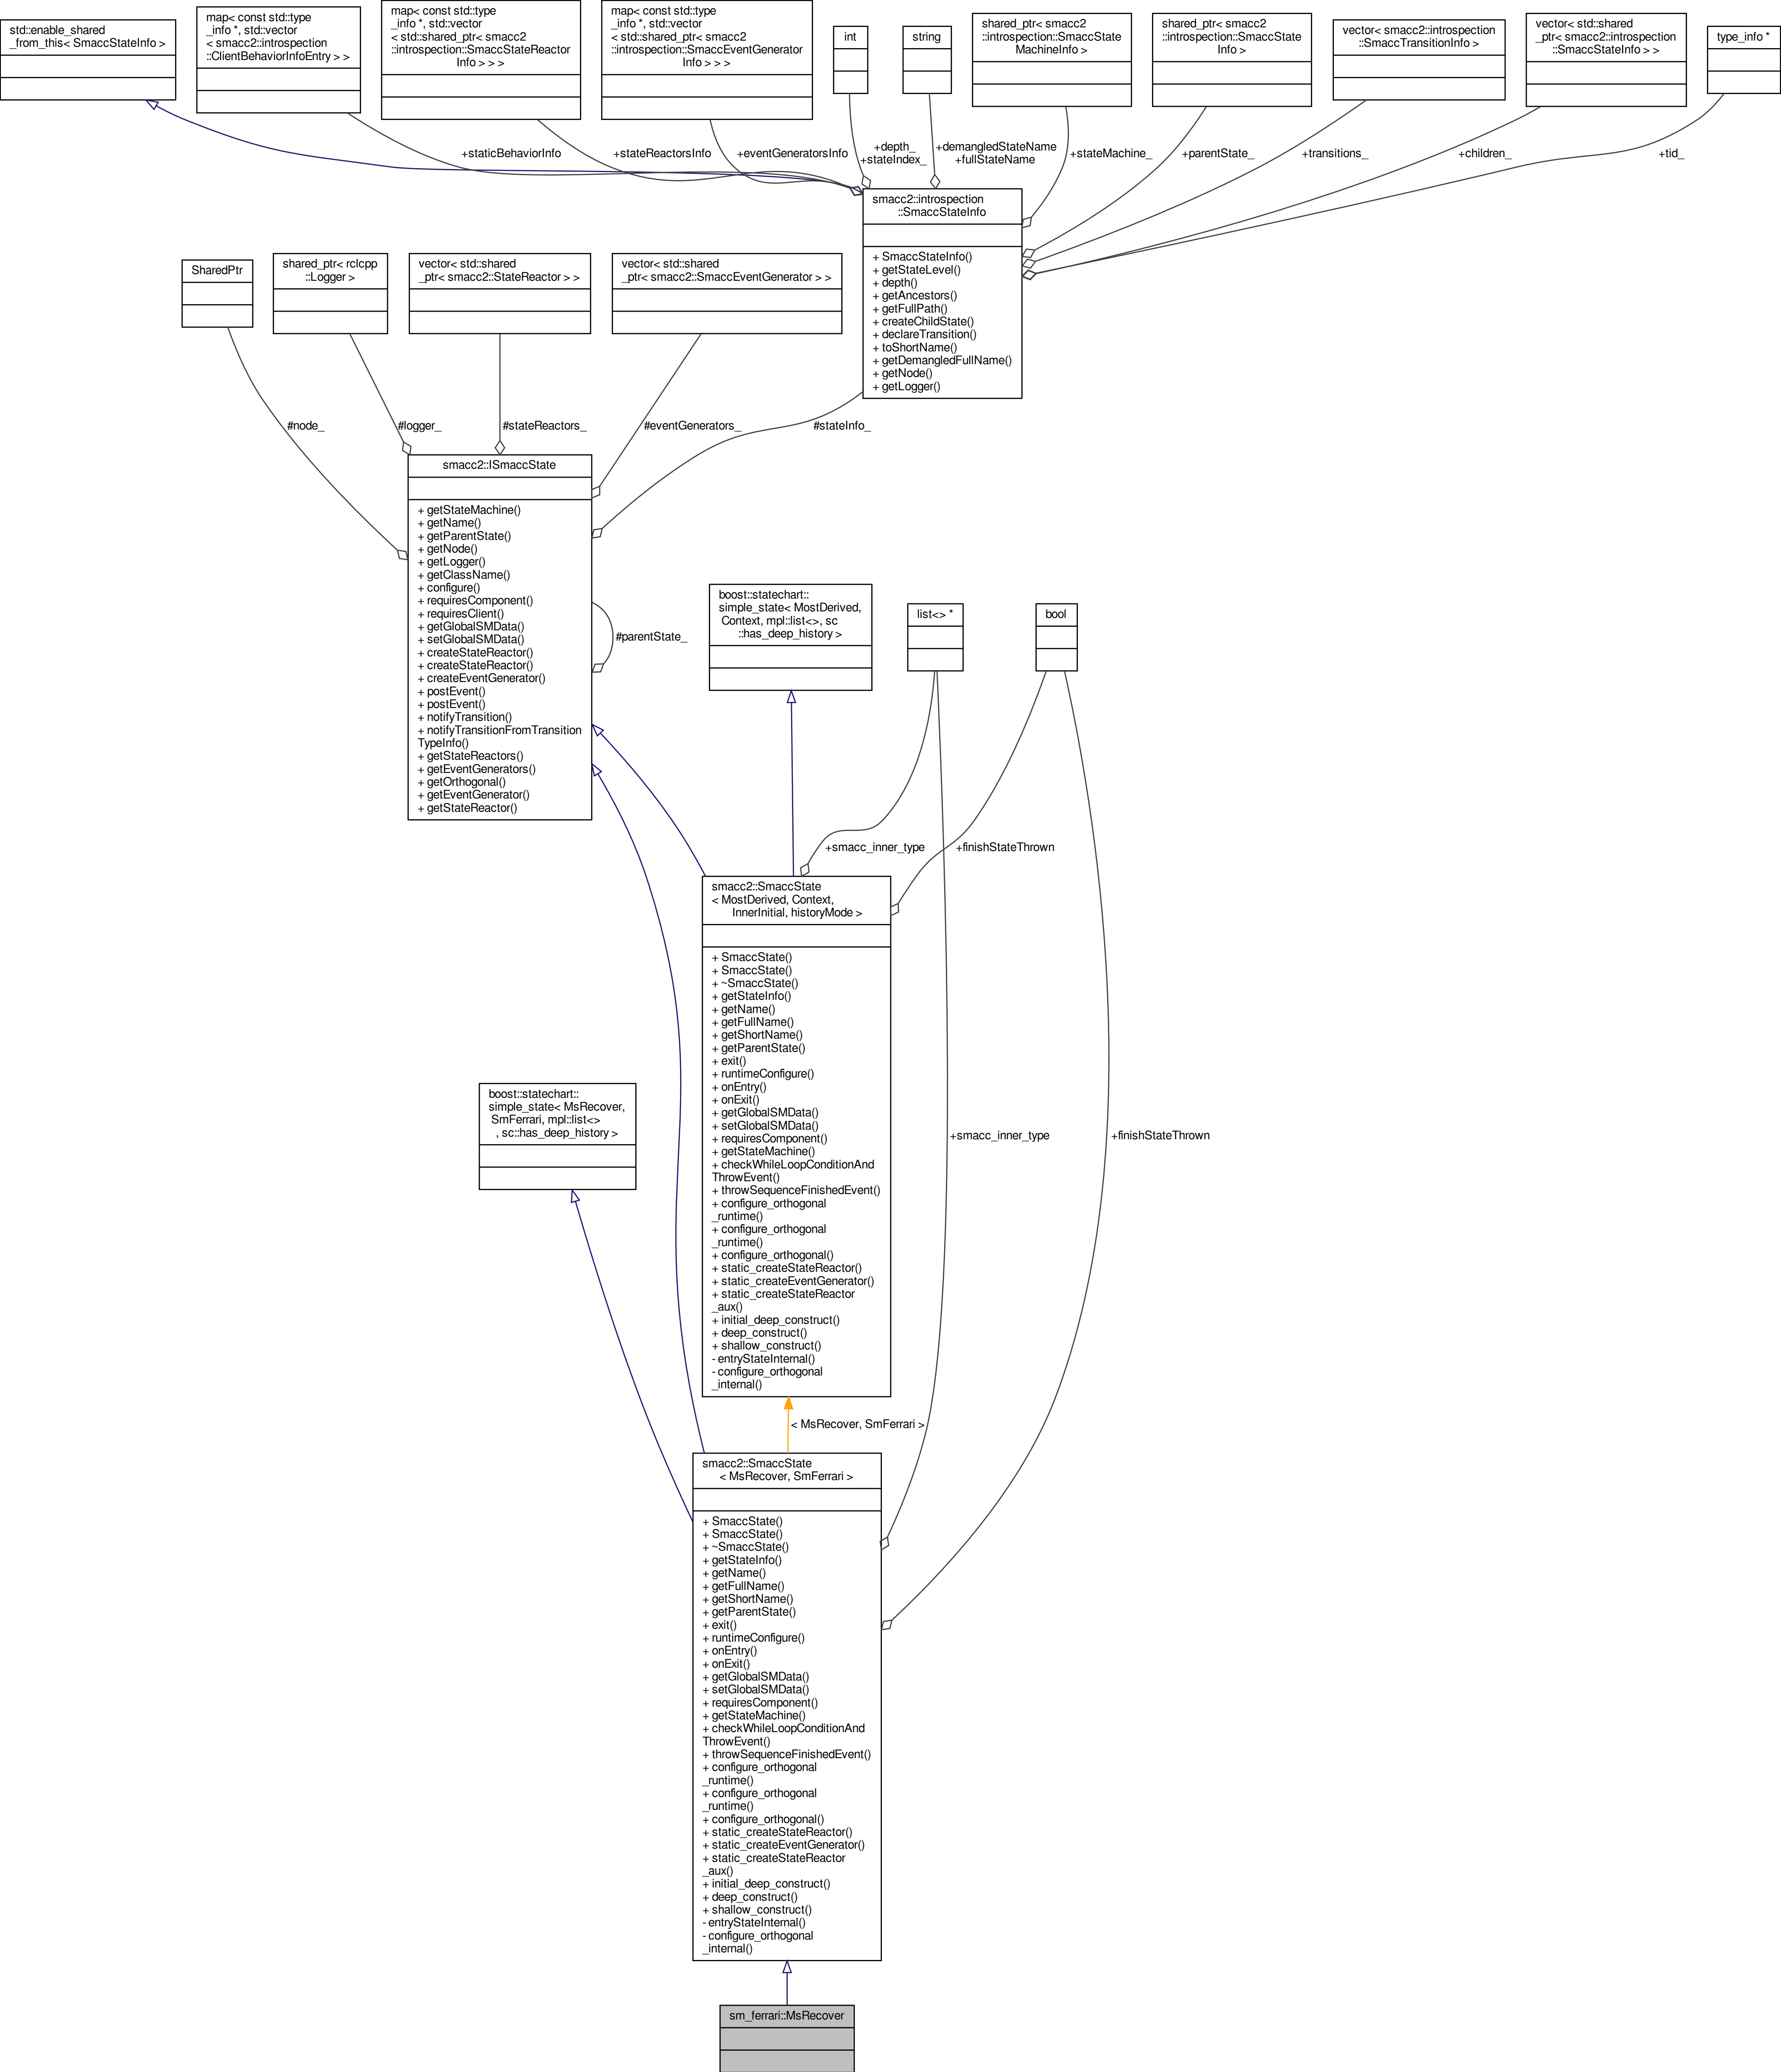 std::enable_shared
_from_this< SmaccStateInfo >
map< const std::type
_info *, std::vector
< smacc2::introspection
::ClientBehaviorInfoEntry > >
map< const std::type
_info *, std::vector
< std::shared_ptr< smacc2
::introspection::SmaccStateReactor
Info > > >
map< const std::type
_info *, std::vector
< std::shared_ptr< smacc2
::introspection::SmaccEventGenerator
Info > > >
int
string
shared_ptr< smacc2
::introspection::SmaccState
MachineInfo >
shared_ptr< smacc2
::introspection::SmaccState
Info >
vector< smacc2::introspection
::SmaccTransitionInfo >
vector< std::shared
_ptr< smacc2::introspection
::SmaccStateInfo > >
type_info *
+staticBehaviorInfo
+stateReactorsInfo
+eventGeneratorsInfo
+depth_
+stateIndex_
+demangledStateName
+fullStateName
+stateMachine_
+parentState_
+transitions_
+children_
+tid_
smacc2::introspection
::SmaccStateInfo
+ SmaccStateInfo()
+ getStateLevel()
+ depth()
+ getAncestors()
+ getFullPath()
+ createChildState()
+ declareTransition()
+ toShortName()
+ getDemangledFullName()
+ getNode()
+ getLogger()
SharedPtr
shared_ptr< rclcpp
::Logger >
vector< std::shared
_ptr< smacc2::StateReactor > >
vector< std::shared
_ptr< smacc2::SmaccEventGenerator > >
#node_
#logger_
#stateReactors_
#eventGenerators_
#stateInfo_
smacc2::ISmaccState
+ getStateMachine()
+ getName()
+ getParentState()
+ getNode()
+ getLogger()
+ getClassName()
+ configure()
+ requiresComponent()
+ requiresClient()
+ getGlobalSMData()
+ setGlobalSMData()
+ createStateReactor()
+ createStateReactor()
+ createEventGenerator()
+ postEvent()
+ postEvent()
+ notifyTransition()
+ notifyTransitionFromTransition
TypeInfo()
+ getStateReactors()
+ getEventGenerators()
+ getOrthogonal()
+ getEventGenerator()
+ getStateReactor()
#parentState_
boost::statechart::
simple_state< MostDerived,
Context, mpl::list<>, sc
::has_deep_history >
list<> *
bool
+smacc_inner_type
+finishStateThrown
smacc2::SmaccState
< MostDerived, Context,
InnerInitial, historyMode >
+ SmaccState()
+ SmaccState()
+ ~SmaccState()
+ getStateInfo()
+ getName()
+ getFullName()
+ getShortName()
+ getParentState()
+ exit()
+ runtimeConfigure()
+ onEntry()
+ onExit()
+ getGlobalSMData()
+ setGlobalSMData()
+ requiresComponent()
+ getStateMachine()
+ checkWhileLoopConditionAnd
ThrowEvent()
+ throwSequenceFinishedEvent()
+ configure_orthogonal
_runtime()
+ configure_orthogonal
_runtime()
+ configure_orthogonal()
+ static_createStateReactor()
+ static_createEventGenerator()
+ static_createStateReactor
_aux()
+ initial_deep_construct()
+ deep_construct()
+ shallow_construct()
- entryStateInternal()
- configure_orthogonal
_internal()
boost::statechart::
simple_state< MsRecover,
SmFerrari, mpl::list<>
, sc::has_deep_history >
+smacc_inner_type
+finishStateThrown
< MsRecover, SmFerrari >
smacc2::SmaccState
< MsRecover, SmFerrari >
+ SmaccState()
+ SmaccState()
+ ~SmaccState()
+ getStateInfo()
+ getName()
+ getFullName()
+ getShortName()
+ getParentState()
+ exit()
+ runtimeConfigure()
+ onEntry()
+ onExit()
+ getGlobalSMData()
+ setGlobalSMData()
+ requiresComponent()
+ getStateMachine()
+ checkWhileLoopConditionAnd
ThrowEvent()
+ throwSequenceFinishedEvent()
+ configure_orthogonal
_runtime()
+ configure_orthogonal
_runtime()
+ configure_orthogonal()
+ static_createStateReactor()
+ static_createEventGenerator()
+ static_createStateReactor
_aux()
+ initial_deep_construct()
+ deep_construct()
+ shallow_construct()
- entryStateInternal()
- configure_orthogonal
_internal()
sm_ferrari::MsRecover